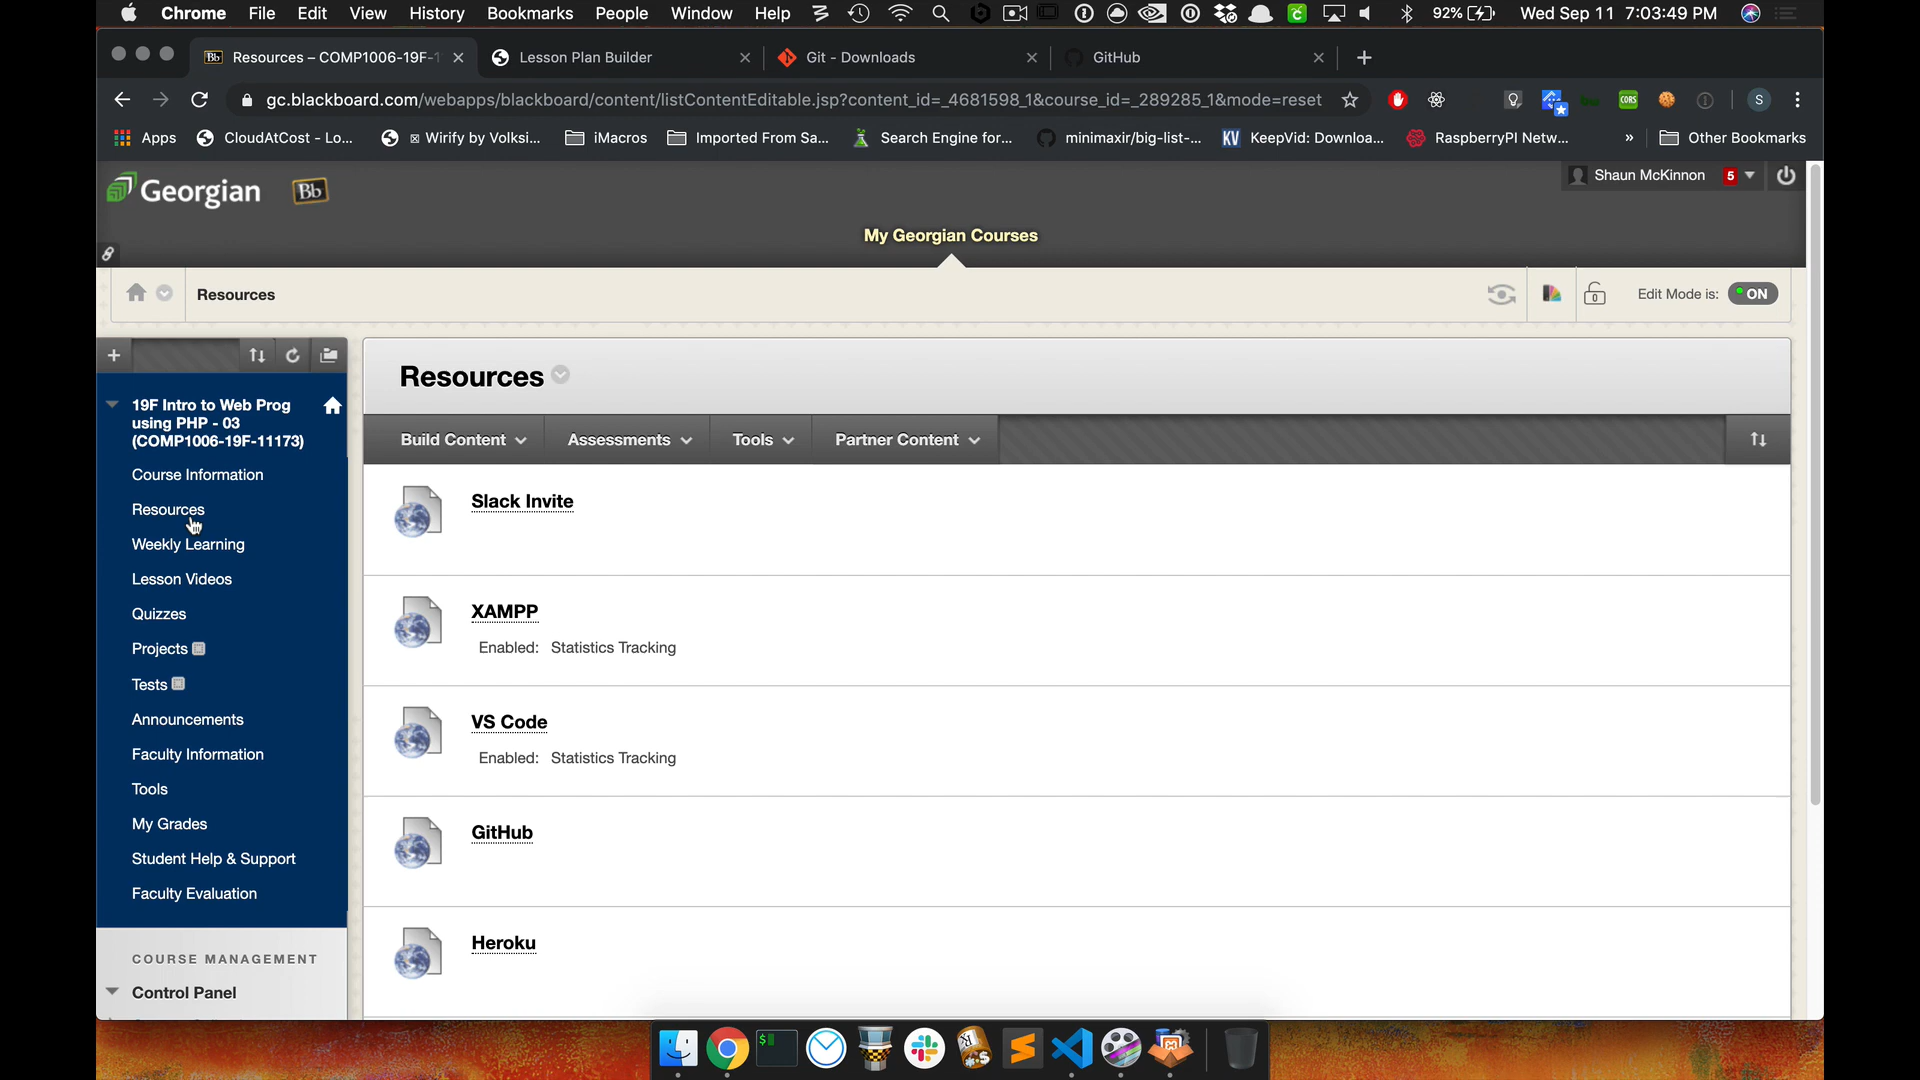 Chrome File Edit View History Bookmarks People Window Help 92% Wed Sep 11 7:03:49 PM
Resources – COMP1006-19F-1 Lesson Plan Builder Git - Downloads GitHub
gc.blackboard.com/webapps/blackboard/content/listContentEditable.jsp?content_id=_4681598_1&course_id=_289285_1&mode=reset CORS S
Apps CloudAtCost - Lo... Wirify by Volksi... iMacros Imported From Sa... Search Engine for... minimaxir/big-list-... KV KeepVid: Downloa... RaspberryPI Netw... » Other Bookmarks
Georgian Bb Shaun McKinnon 5
My Georgian Courses
Resources Edit Mode is: ON
19F Intro to Web Prog
using PHP - 03
(COMP1006-19F-11173)
Course Information
Resources
Weekly Learning
Lesson Videos
Quizzes
Projects
Tests
Announcements
Faculty Information
Tools
My Grades
Student Help & Support
Faculty Evaluation
COURSE MANAGEMENT
Control Panel
Resources
Build Content Assessments Tools Partner Content
Slack Invite
XAMPP
Enabled: Statistics Tracking
VS Code
Enabled: Statistics Tracking
GitHub
Heroku